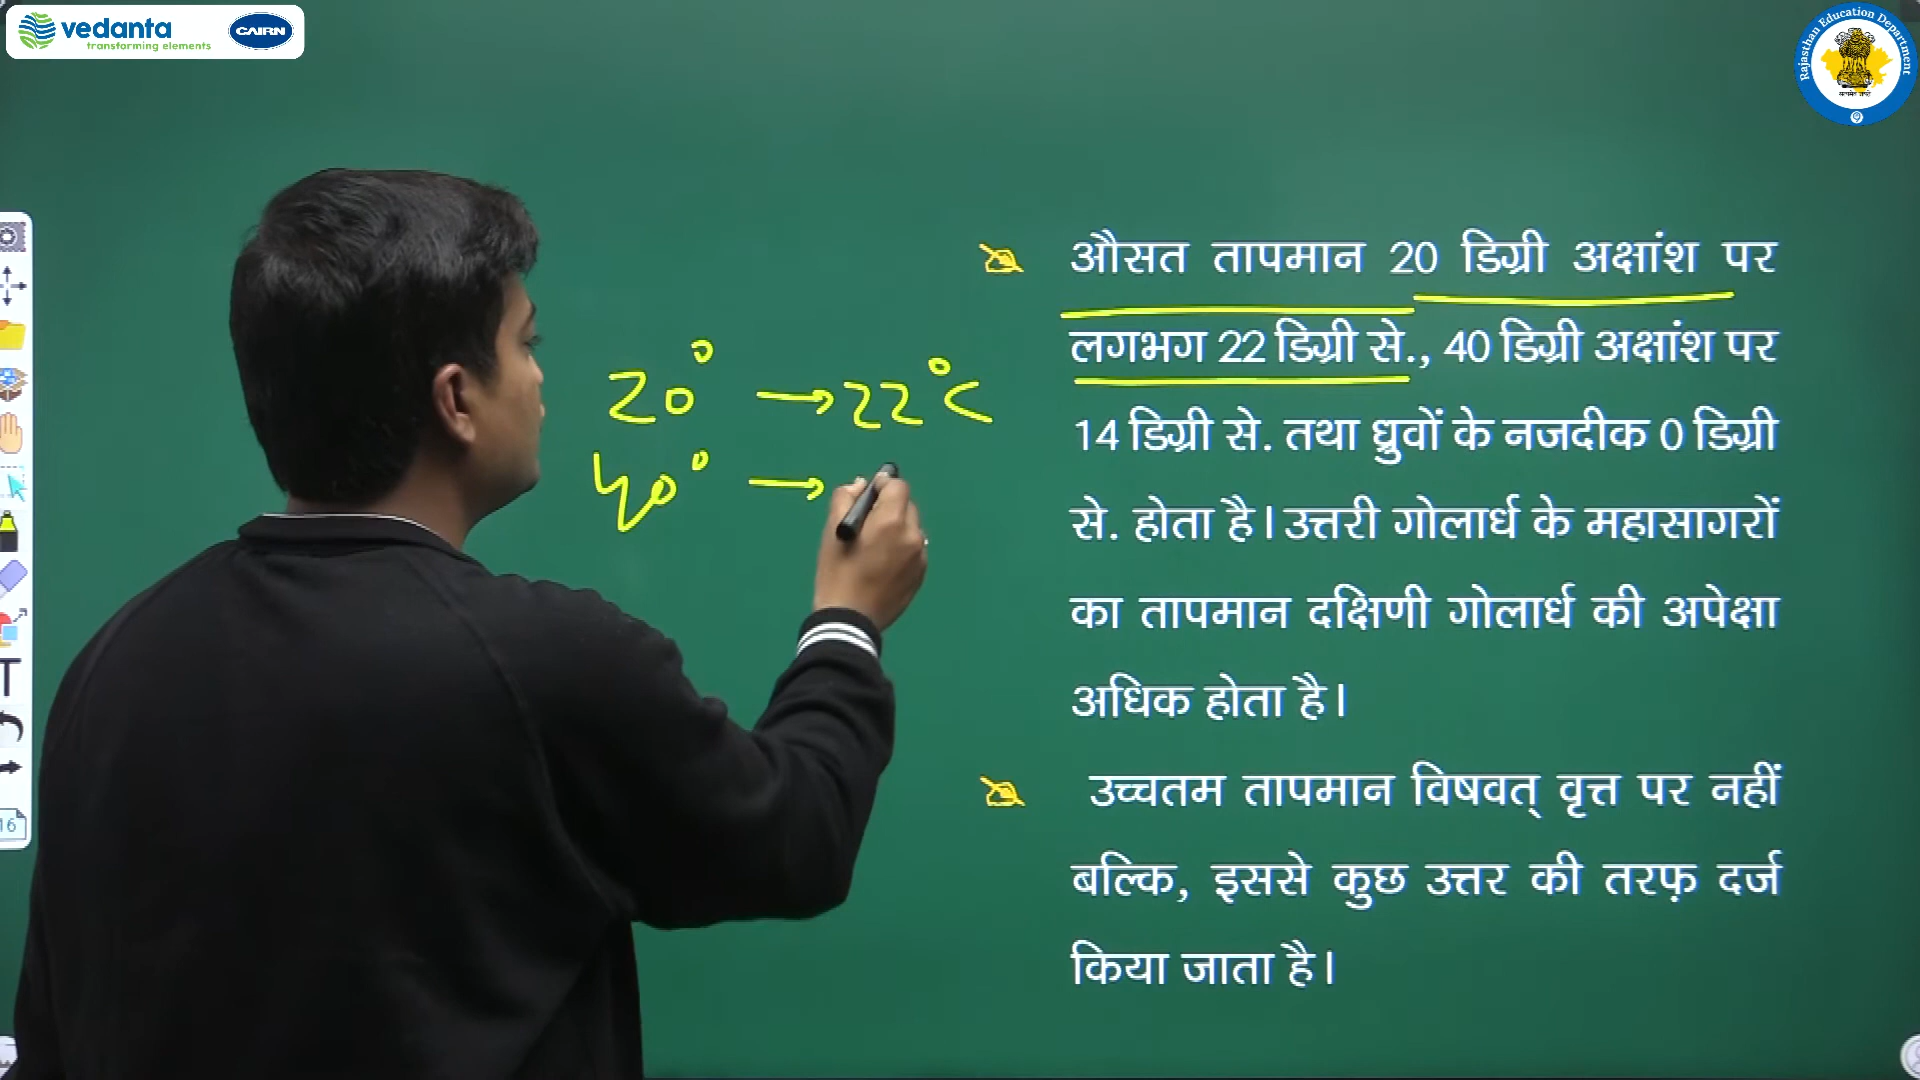 vedanta
transforming elements
CAIRN
Rajasthan Education Department
औसत तापमान 20 डिग्री अक्षांश पर
लगभग 22 डिग्री से., 40 डिग्री अक्षांश पर
14 डिग्री से. तथा ध्रुवों के नजदीक 0 डिग्री
से. होता है। उत्तरी गोलार्ध के महासागरों
का तापमान दक्षिणी गोलार्ध की अपेक्षा
अधिक होता है।
उच्चतम तापमान विषवत् वृत्त पर नहीं
बल्कि, इससे कुछ उत्तर की तरफ़ दर्ज
किया जाता है।
20° → 22°C
40° →
T
16